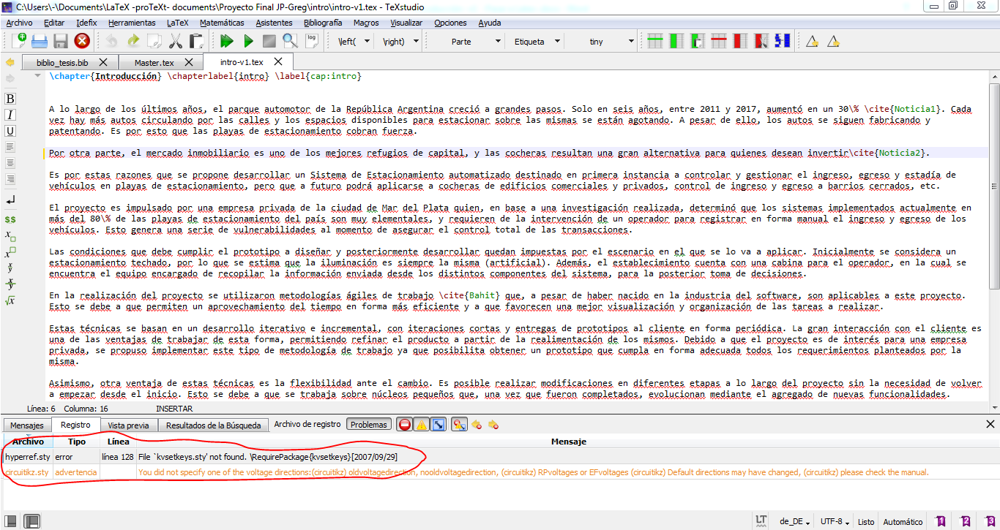 C:\Users\-\Documents\LaTeX -proTeXt- documents\Proyecto Final JP-Greg\intro\intro-v1.tex - TeXstudio
Archivo Editar Idefix Herramientas LaTeX Matemáticas Asistentes Bibliografía Macros Visualizar Opciones Ayuda
log \left( \right) Parte Etiqueta tiny
biblio_tesis.bib Master.tex intro-v1.tex
\chapter{Introducción} \chapterlabel{intro} \label{cap:intro}
A lo largo de los últimos años, el parque automotor de la República Argentina creció a grandes pasos. Solo en seis años, entre 2011 y 2017, aumentó en un 30\% \cite{Noticia1}. Cada
vez hay más autos circulando por las calles y los espacios disponibles para estacionar sobre las mismas se están agotando. A pesar de ello, los autos se siguen fabricando y
patentando. Es por esto que las playas de estacionamiento cobran fuerza.
Por otra parte, el mercado inmobiliario es uno de los mejores refugios de capital, y las cocheras resultan una gran alternativa para quienes desean invertir\cite{Noticia2}.
Es por estas razones que se propone desarrollar un Sistema de Estacionamiento automatizado destinado en primera instancia a controlar y gestionar el ingreso, egreso y estadía de
vehículos en playas de estacionamiento, pero que a futuro podrá aplicarse a cocheras de edificios comerciales y privados, control de ingreso y egreso a barrios cerrados, etc.
El proyecto es impulsado por una empresa privada de la ciudad de Mar del Plata quien, en base a una investigación realizada, determinó que los sistemas implementados actualmente en
más del 80\% de las playas de estacionamiento del país son muy elementales, y requieren de la intervención de un operador para registrar en forma manual el ingreso y egreso de los
vehículos. Esto genera una serie de vulnerabilidades al momento de asegurar el control total de las transacciones.
Las condiciones que debe cumplir el prototipo a diseñar y posteriormente desarrollar quedan impuestas por el escenario en el que se lo va a aplicar. Inicialmente se considera un
estacionamiento techado, por lo que se estima que la iluminación es siempre la misma (artificial). Además, el establecimiento cuenta con una cabina para el operador, en la cual se
encuentra el equipo encargado de recopilar la información enviada desde los distintos componentes del sistema, para la posterior toma de decisiones.
En la realización del proyecto se utilizaron metodologías ágiles de trabajo \cite{Bahit} que, a pesar de haber nacido en la industria del software, son aplicables a este proyecto.
Esto se debe a que permiten un aprovechamiento del tiempo en forma más eficiente y a que favorecen una mejor visualización y organización de las tareas a realizar.
Estas técnicas se basan en un desarrollo iterativo e incremental, con iteraciones cortas y entregas de prototipos al cliente en forma periódica. La gran interacción con el cliente es
una de las ventajas de trabajar de esta forma, permitiendo refinar el producto a partir de la realimentación de los mismos. Debido a que el proyecto es de interés para una empresa
privada, se propuso implementar este tipo de metodología de trabajo ya que posibilita obtener un prototipo que cumpla en forma adecuada todos los requerimientos planteados por la
misma.
Asimismo, otra ventaja de estas técnicas es la flexibilidad ante el cambio. Es posible realizar modificaciones en diferentes etapas a lo largo del proyecto sin la necesidad de volver
a empezar desde el inicio. Esto se debe a que se trabaja sobre núcleos pequeños que, una vez que fueron completados, evolucionan mediante el agregado de nuevas funcionalidades.
Línea: 6 Columna: 16 INSERTAR
Mensajes Registro Vista previa Resultados de la Búsqueda Archivo de registro Problemas
Archivo Tipo Línea Mensaje
hyperref.sty error línea 128 File `kvsetkeys.sty' not found. \RequirePackage{kvsetkeys}[2007/09/29]
circuitikz.sty advertencia You did not specify one of the voltage directions:(circuitikz) oldvoltagedirection, nooldvoltagedirection, (circuitikz) RPvoltages or EFvoltages (circuitikz) Default directions may have changed, (circuitikz) please check the manual.
LT de_DE UTF-8 Listo Automático 1 2 3